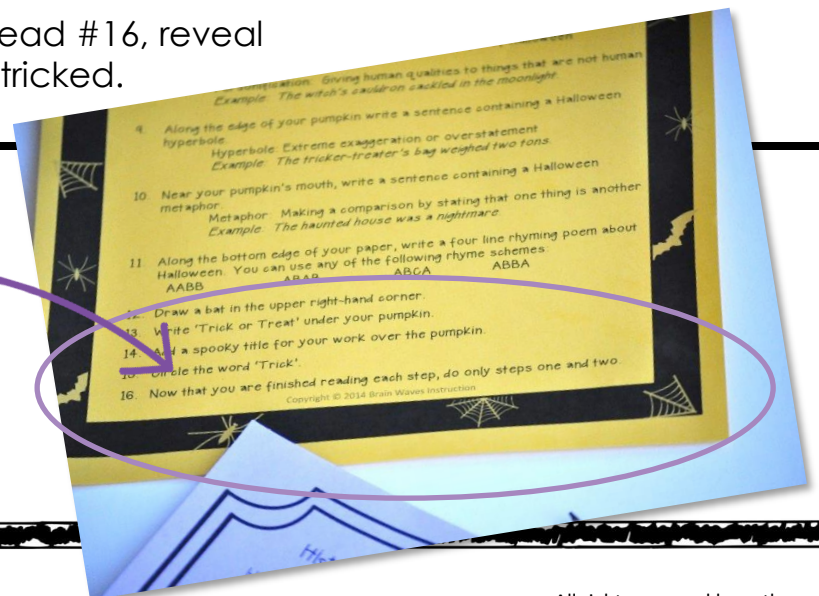 ead #16, reveal
tricked.
Giving human qualities to things that are not human
Example: The witch's cauldron cackled in the moonlight.
9. Along the edge of your pumpkin write a sentence containing a Halloween
hyperbole.
Hyperbole: Extreme exaggeration or overstatement
Example: The tricker-treater's bag weighed two tons.
10. Near your pumpkin's mouth, write a sentence containing a Halloween
metaphor.
Metaphor: Making a comparison by stating that one thing is another
Example: The haunted house was a nightmare.
11. Along the bottom edge of your paper, write a four line rhyming poem about
Halloween. You can use any of the following rhyme schemes:
AABB ABAB ABCA ABBA
12. Draw a bat in the upper right-hand corner.
13. Write 'Trick or Treat' under your pumpkin.
14. Add a spooky title for your work over the pumpkin.
15. Circle the word 'Trick'.
16. Now that you are finished reading each step, do only steps one and two.
Copyright © 2014 Brain Waves Instruction